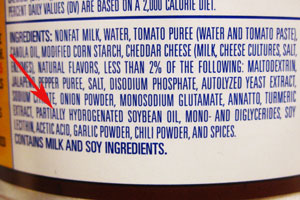 PERCENT DAILY VALUES (DV) ARE BASED ON A 2,000 CALORIE DIET.
INGREDIENTS: NONFAT MILK, WATER, TOMATO PUREE (WATER AND TOMATO PASTE),
CANOLA OIL, MODIFIED CORN STARCH, CHEDDAR CHEESE (MILK, CHEESE CULTURES, SALT,
NATURAL FLAVORS, LESS THAN 2% OF THE FOLLOWING: MALTODEXTRIN,
JALAPEÑO PEPPER PUREE, SALT, DISODIUM PHOSPHATE, AUTOLYZED YEAST EXTRACT,
SODIUM CITRATE, ONION POWDER, MONOSODIUM GLUTAMATE, ANNATTO, TURMERIC
EXTRACT, PARTIALLY HYDROGENATED SOYBEAN OIL, MONO- AND DIGLYCERIDES, SOY
LECITHIN, ACETIC ACID, GARLIC POWDER, CHILI POWDER, AND SPICES.
CONTAINS MILK AND SOY INGREDIENTS.